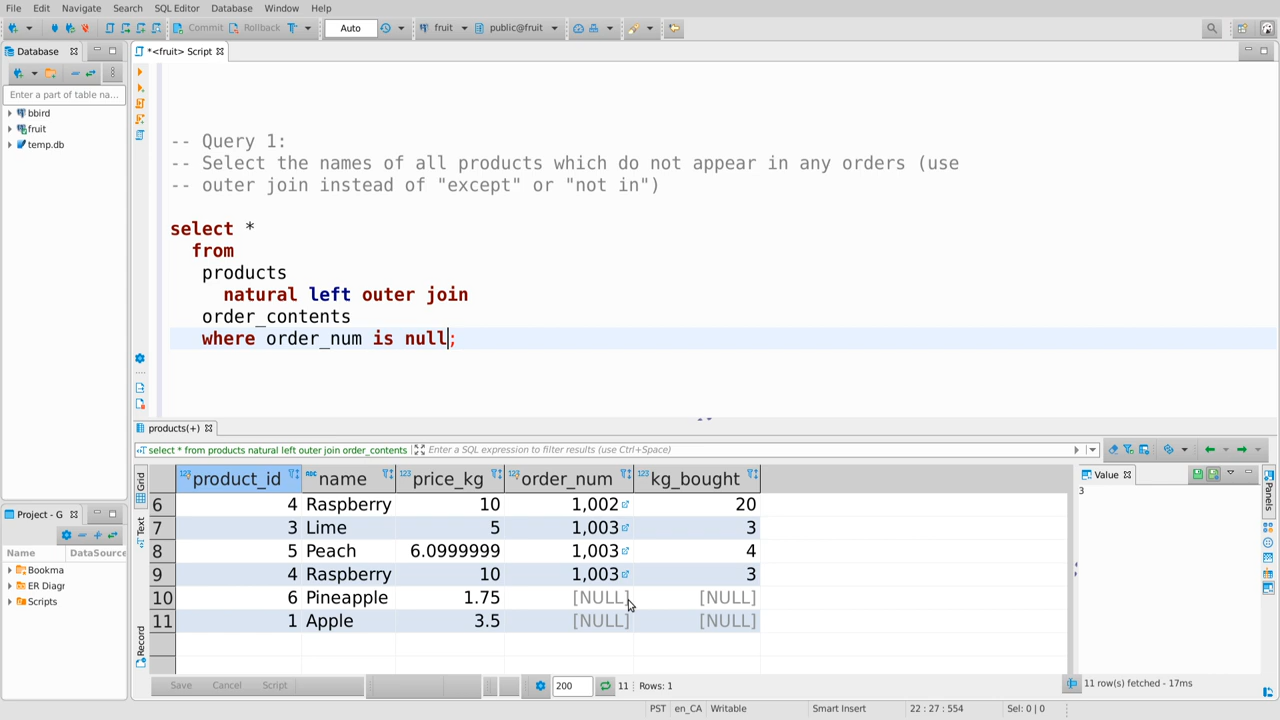 File Edit Navigate Search SQL Editor Database Window Help
Commit Rollback Auto fruit public@fruit
Database
*<fruit> Script
Enter a part of table na...
bbird
fruit
temp.db
-- Query 1:
-- Select the names of all products which do not appear in any orders (use
-- outer join instead of "except" or "not in")
select *
from
products
natural left outer join
order_contents
where order_num is null;
products(+)
select * from products natural left outer join order_contents
Enter a SQL expression to filter results (use Ctrl+Space)
Grid
Text
Record
123 product_id abc name 123 price_kg 123 order_num 123 kg_bought
6 4 Raspberry 10 1,002 20
7 3 Lime 5 1,003 3
8 5 Peach 6.0999999 1,003 4
9 4 Raspberry 10 1,003 3
10 6 Pineapple 1.75 [NULL] [NULL]
11 1 Apple 3.5 [NULL] [NULL]
Value
3
Panels
Project - G
Name DataSource
Bookma
ER Diagr
Scripts
Save Cancel Script 200 11 Rows: 1
11 row(s) fetched - 17ms
PST en_CA Writable Smart Insert 22 : 27 : 554 Sel: 0 | 0